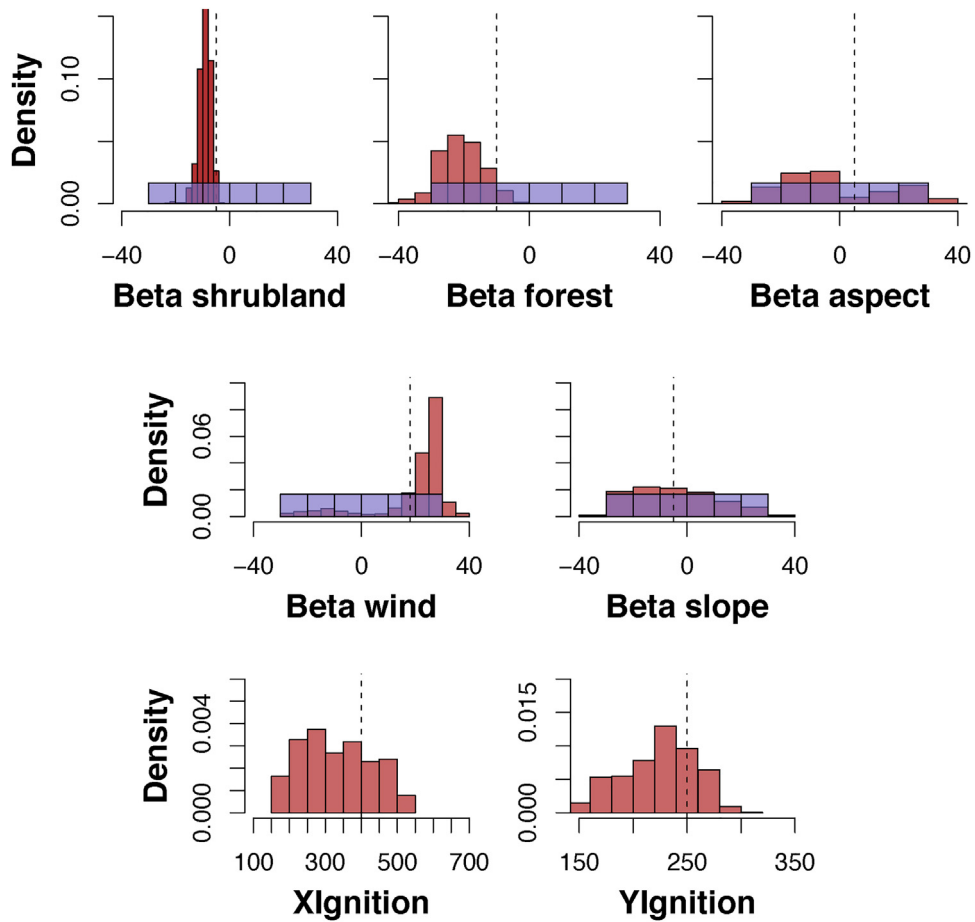 Density
0.00 0.10
−40 0 40 −40 0 40 −40 0 40
Beta shrubland Beta forest Beta aspect
Density
0.00 0.06
−40 0 40 −40 0 40
Beta wind Beta slope
Density
0.000 0.004 0.000 0.015
100 300 500 700 150 250 350
XIgnition YIgnition